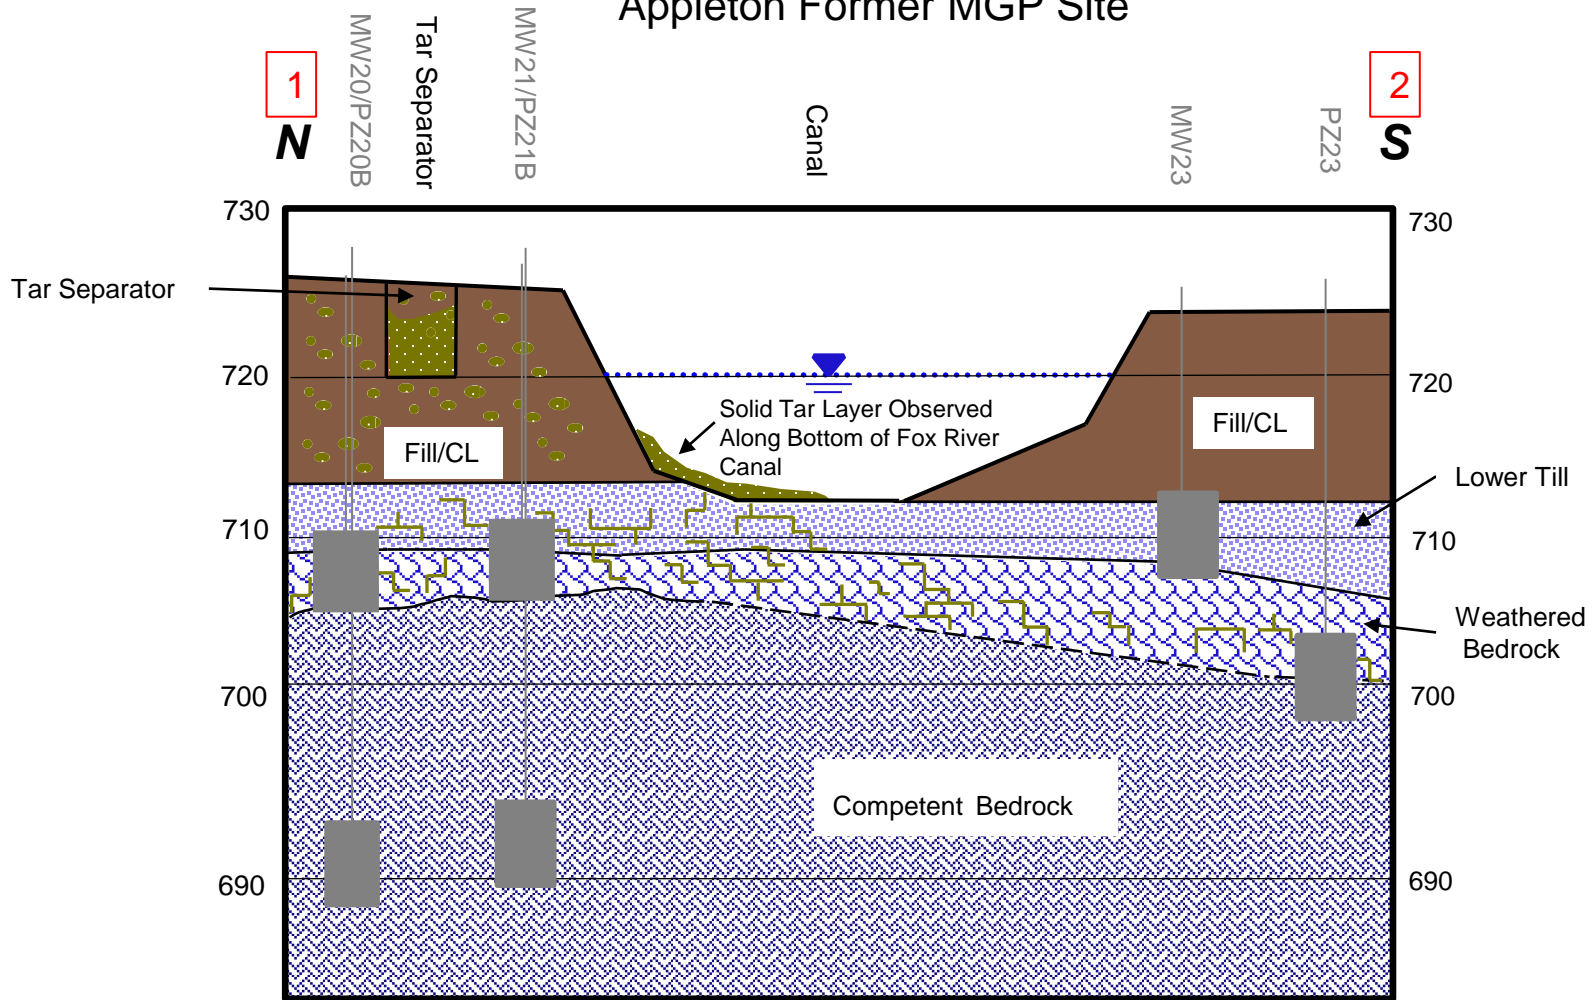 Appleton Former MGP Site
1
N
MW20/PZ20B
Tar Separator
MW21/PZ21B
Canal
MW23
PZ23
2
S
730
730
Tar Separator
720
720
Solid Tar Layer Observed
Along Bottom of Fox River
Canal
Fill/CL
Fill/CL
Lower Till
710
710
Weathered
Bedrock
700
700
Competent Bedrock
690
690